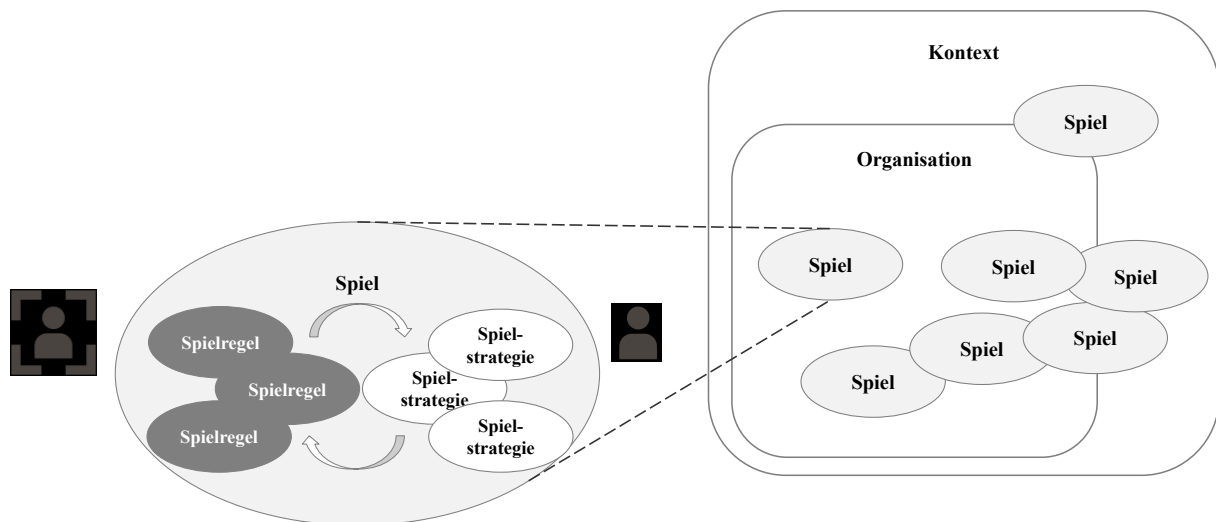 Kontext
Spiel
Organisation
Spiel
Spiel
Spiel
Spiel
Spiel
Spiel
Spiel
Spielregel
Spielregel
Spielregel
Spiel-
strategie
Spiel-
strategie
Spiel-
strategie